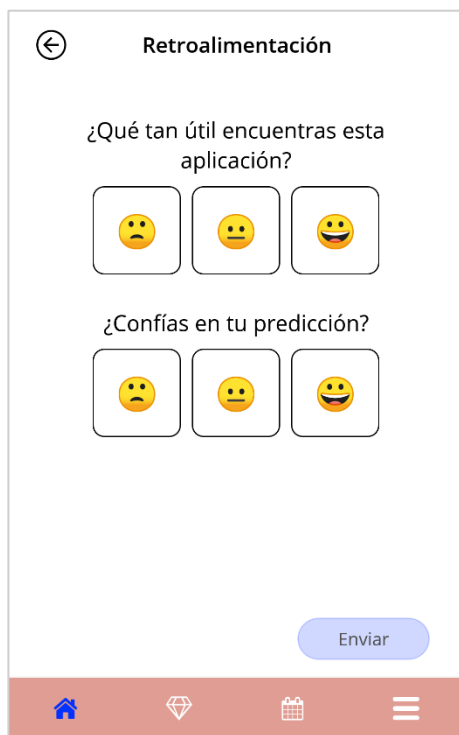 Retroalimentación
¿Qué tan útil encuentras esta
aplicación?
¿Confías en tu predicción?
Enviar